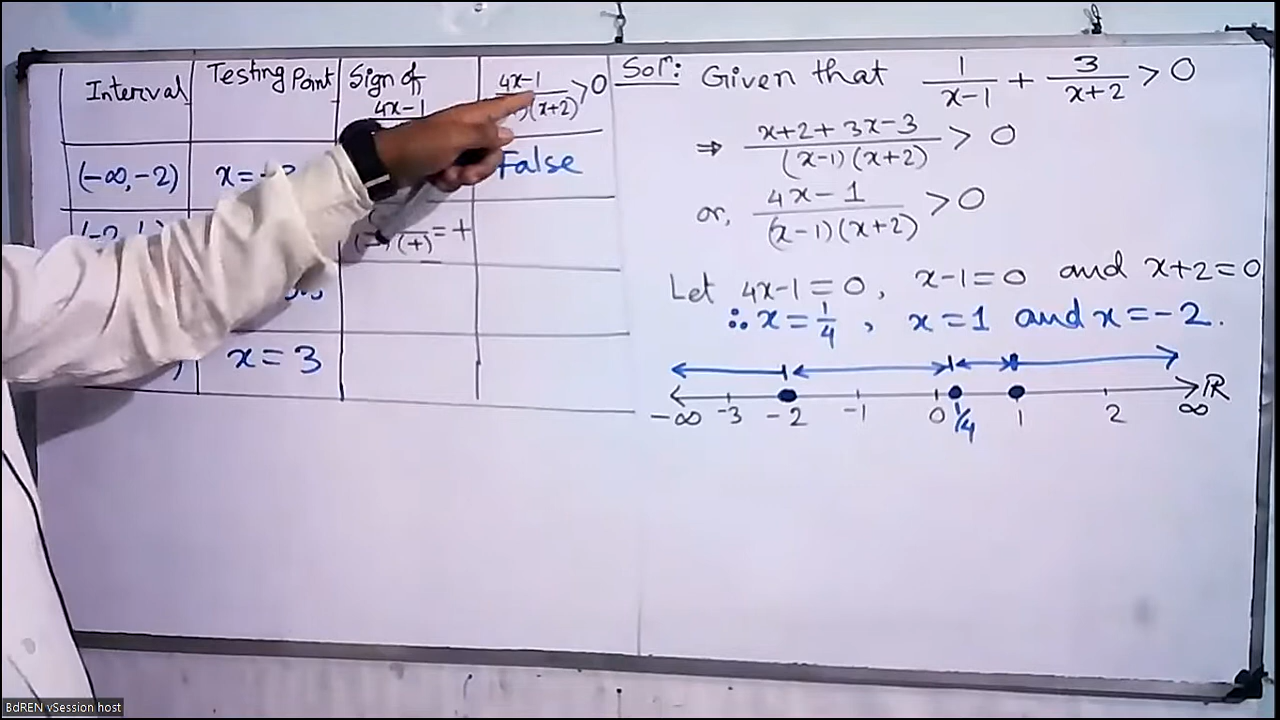 Interval Testing Point Sign of 4x-1 4x-1 / )(x+2) >0
(-∞,-2) x= False
(+) =+
x=3
Sol^n: Given that 1/x-1 + 3/x+2 > 0
⇒ x+2+3x-3 / (x-1)(x+2) > 0
or, 4x-1 / (x-1)(x+2) > 0
Let 4x-1=0, x-1=0 and x+2=0
∴ x=1/4, x=1 and x=-2.
-∞ -3 -2 -1 0 1/4 1 2 ∞ ℝ
BdREN vSession host